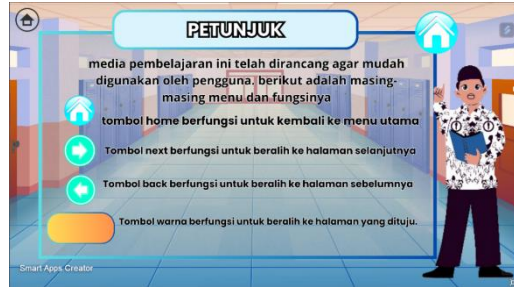 PETUNJUK
media pembelajaran ini telah dirancang agar mudah
digunakan oleh pengguna, berikut adalah masing-
masing menu dan fungsinya
tombol home berfungsi untuk kembali ke menu utama
Tombol next berfungsi untuk beralih ke halaman selanjutnya
Tombol back berfungsi untuk beralih ke halaman sebelumnya
Tombol warna berfungsi untuk beralih ke halaman yang dituju.
Smart Apps Creator